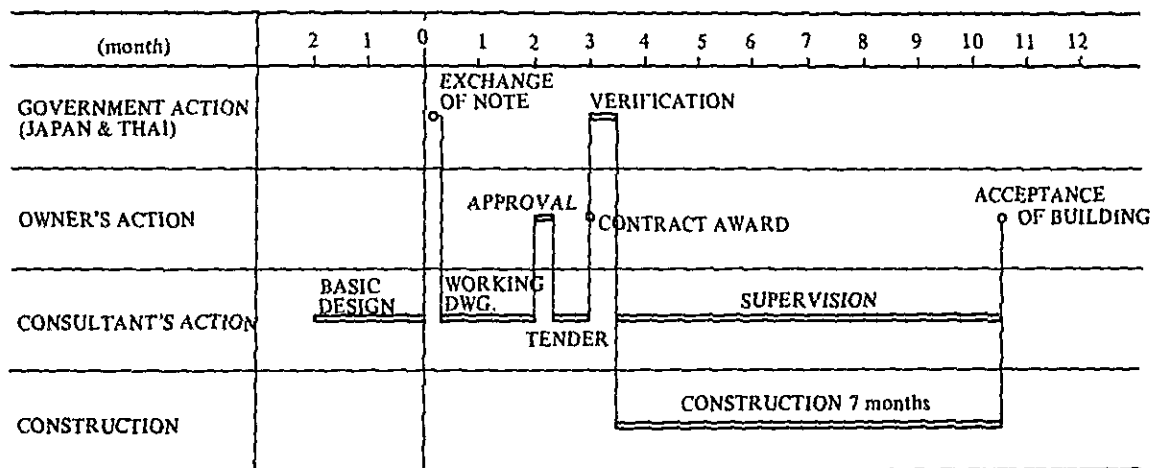 (month) 2 1 0 1 2 3 4 5 6 7 8 9 10 11 12
GOVERNMENT ACTION
(JAPAN & THAI)
EXCHANGE
OF NOTE
VERIFICATION
OWNER'S ACTION
APPROVAL
CONTRACT AWARD
ACCEPTANCE
OF BUILDING
CONSULTANT'S ACTION
BASIC
DESIGN
WORKING
DWG.
TENDER
SUPERVISION
CONSTRUCTION
CONSTRUCTION 7 months